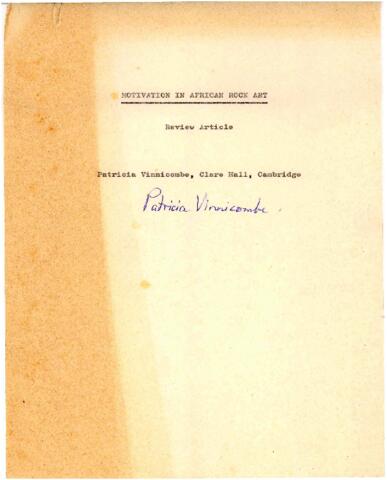 MOTIVATION IN AFRICAN ROCK ART
Review Article
Patricia Vinnicombe, Clare Hall, Cambridge
Patricia Vinnicombe.